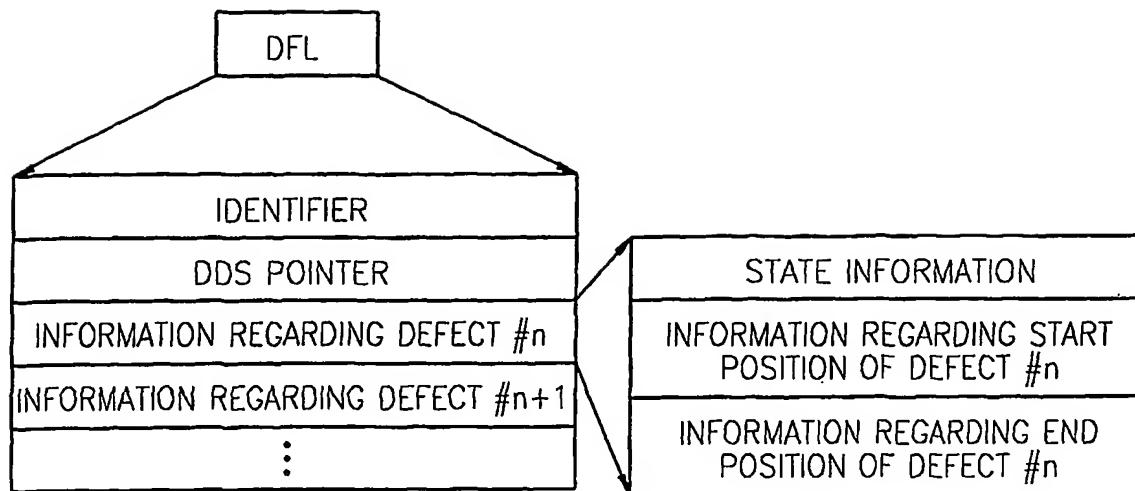 DFL
IDENTIFIER
DDS POINTER
INFORMATION REGARDING DEFECT #n
INFORMATION REGARDING DEFECT #n+1
⋮
STATE INFORMATION
INFORMATION REGARDING START
POSITION OF DEFECT #n
INFORMATION REGARDING END
POSITION OF DEFECT #n